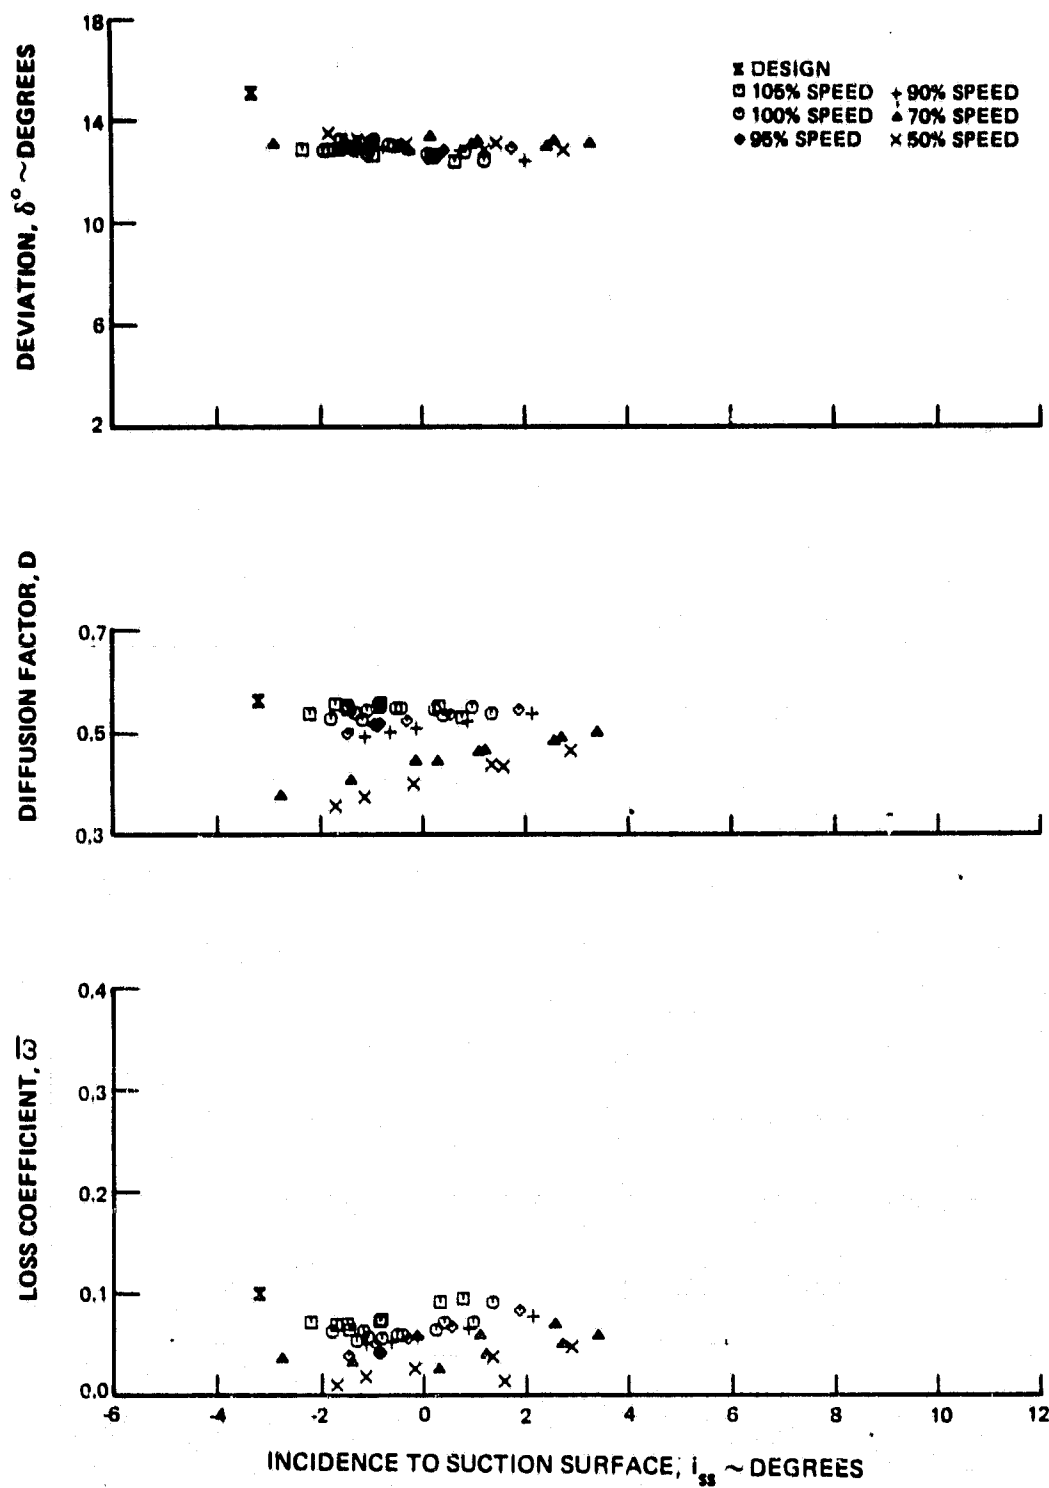 18
14
10
6
2
DEVIATION, δ° ~ DEGREES
DESIGN
105% SPEED
100% SPEED
95% SPEED
90% SPEED
70% SPEED
50% SPEED
0.7
0.5
0.3
DIFFUSION FACTOR, D
0.4
0.3
0.2
0.1
0.0
LOSS COEFFICIENT, ω̅
-6 -4 -2 0 2 4 6 8 10 12
INCIDENCE TO SUCTION SURFACE, iss ~ DEGREES